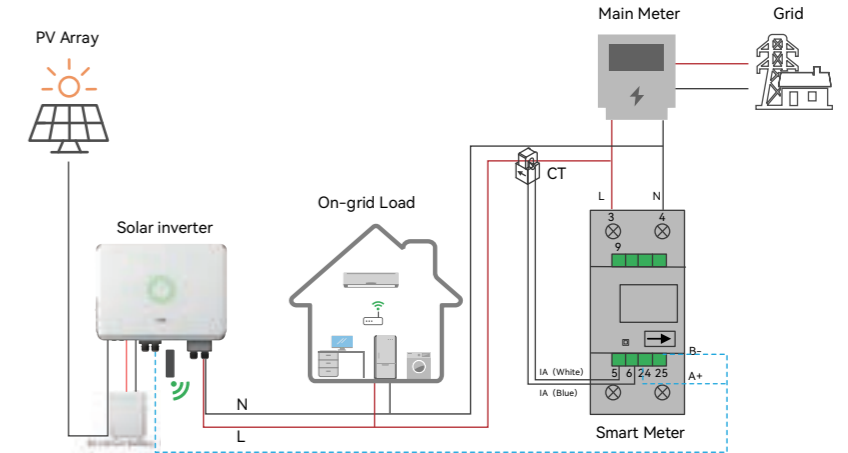 Main Meter
Grid
PV Array
CT
L
N
On-grid Load
3
4
Solar inverter
9
B-
IA (White)
5 6 24 25
A+
IA (Blue)
N
L
Smart Meter